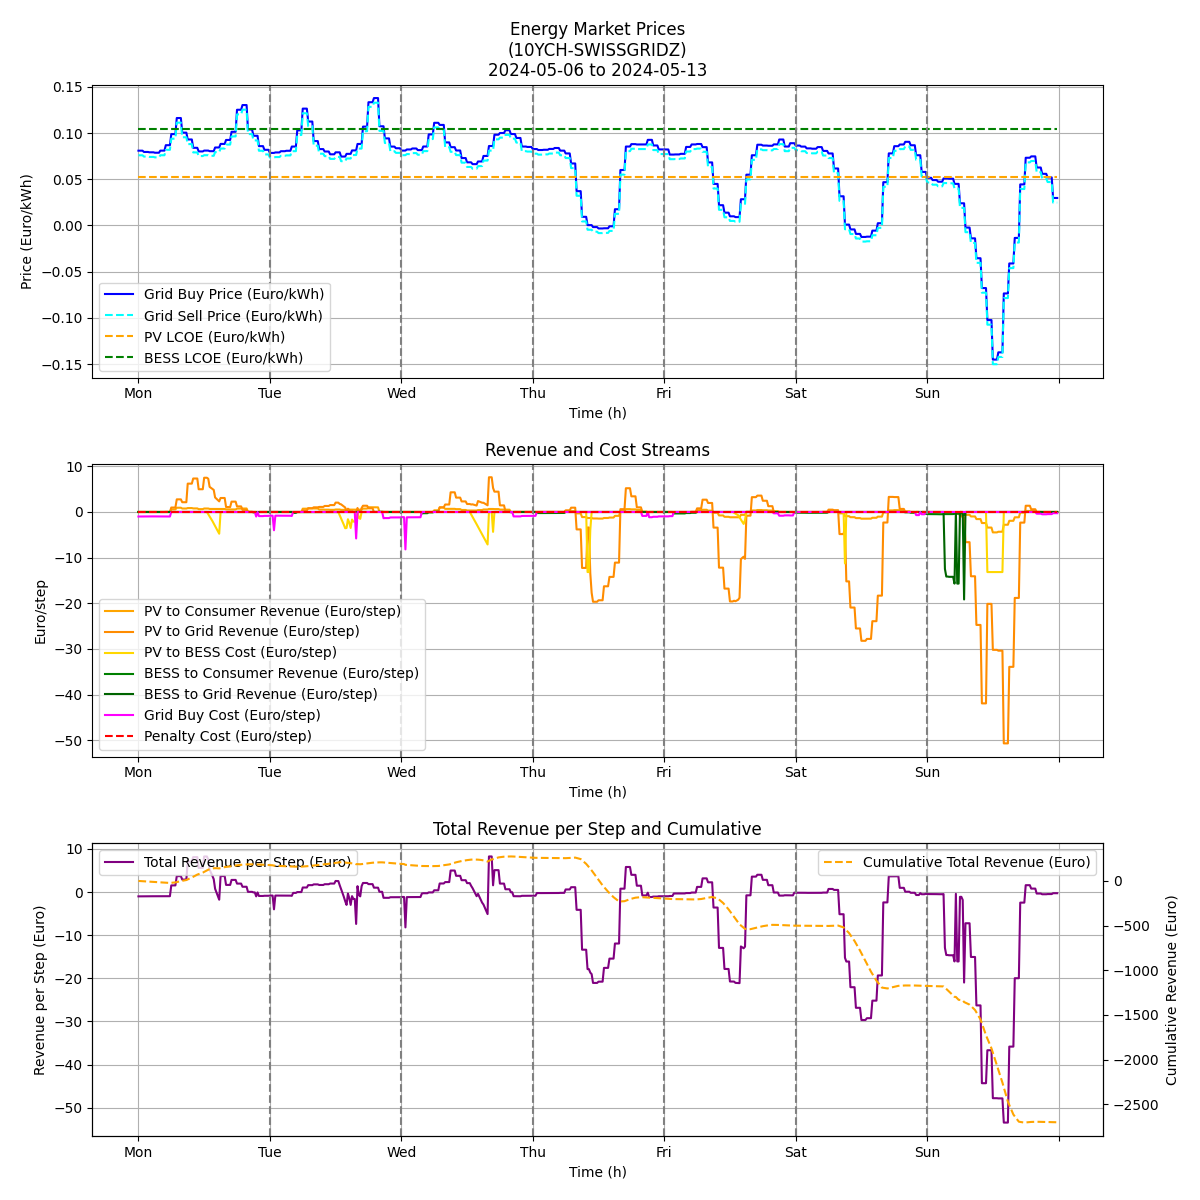 Energy Market Prices
(10YCH-SWISSGRIDZ)
2024-05-06 to 2024-05-13
Price (Euro/kWh)
0.15
0.10
0.05
0.00
−0.05
−0.10
−0.15
Grid Buy Price (Euro/kWh)
Grid Sell Price (Euro/kWh)
PV LCOE (Euro/kWh)
BESS LCOE (Euro/kWh)
Mon Tue Wed Thu Fri Sat Sun
Time (h)
Revenue and Cost Streams
Euro/step
10
0
−10
−20
−30
−40
−50
PV to Consumer Revenue (Euro/step)
PV to Grid Revenue (Euro/step)
PV to BESS Cost (Euro/step)
BESS to Consumer Revenue (Euro/step)
BESS to Grid Revenue (Euro/step)
Grid Buy Cost (Euro/step)
Penalty Cost (Euro/step)
Mon Tue Wed Thu Fri Sat Sun
Time (h)
Total Revenue per Step and Cumulative
Revenue per Step (Euro)
10
0
−10
−20
−30
−40
−50
Total Revenue per Step (Euro)
Cumulative Total Revenue (Euro)
0
−500
−1000
−1500
−2000
−2500
Cumulative Revenue (Euro)
Mon Tue Wed Thu Fri Sat Sun
Time (h)